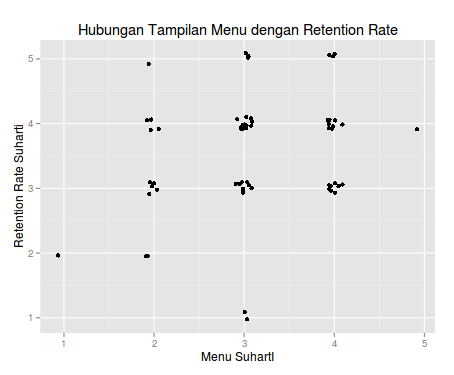 Hubungan Tampilan Menu dengan Retention Rate
5
4
3
2
1
Retention Rate Suharti
1 2 3 4 5
Menu SuhartI